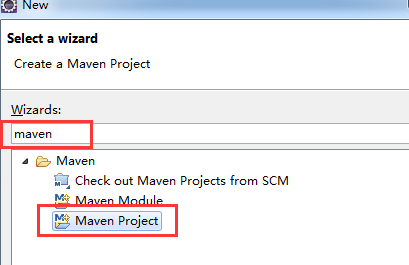 New
Select a wizard
Create a Maven Project
Wizards:
maven
Maven
Check out Maven Projects from SCM
Maven Module
Maven Project